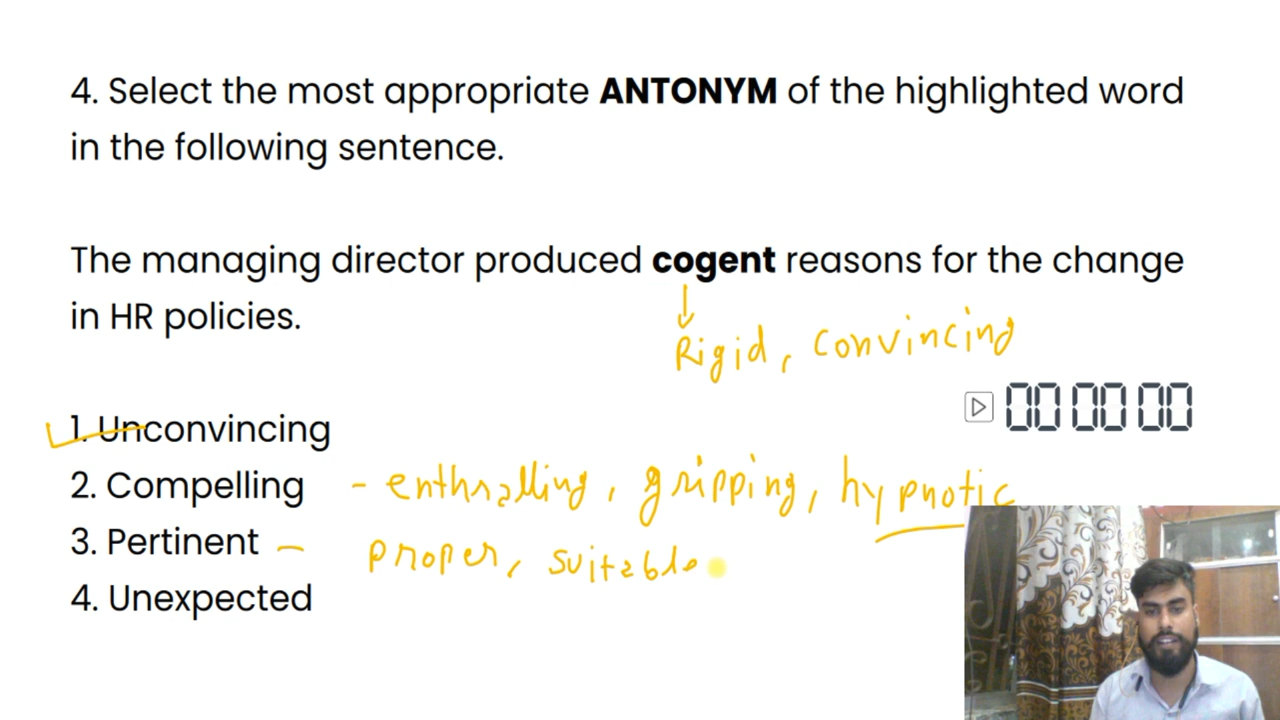 4. Select the most appropriate ANTONYM of the highlighted word
in the following sentence.
The managing director produced cogent reasons for the change
in HR policies.
Rigid, convincing
00 00 00
1. Unconvincing
2. Compelling - enthralling, gripping, hypnotic
3. Pertinent - proper, suitable
4. Unexpected